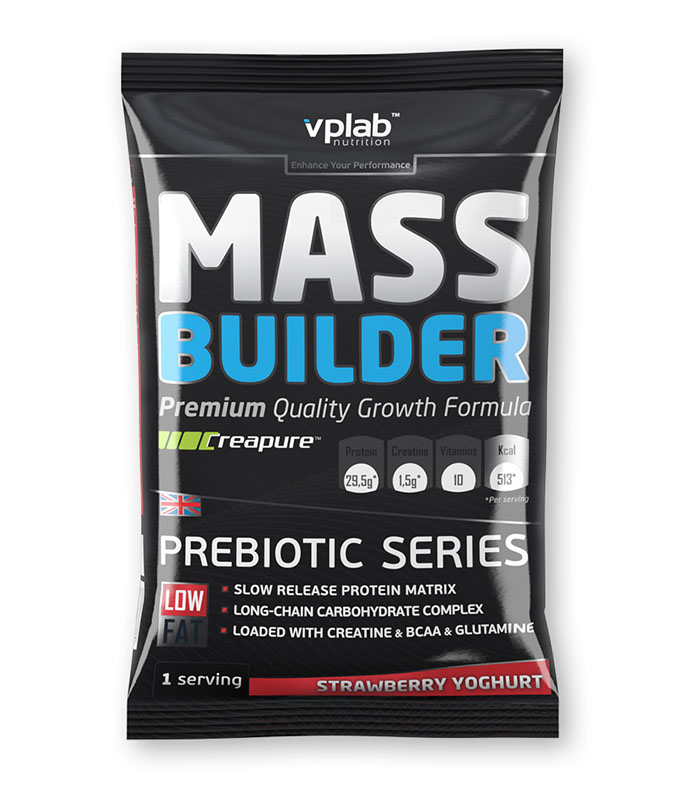 vplab™
nutrition
Enhance Your Performance
MASS
BUILDER
Premium Quality Growth Formula
Creapure™
Protein Creatine Vitamins Kcal
29,5g* 1,5g* 10 513*
*Per serving
PREBIOTIC SERIES
LOW
FAT
SLOW RELEASE PROTEIN MATRIX
LONG-CHAIN CARBOHYDRATE COMPLEX
LOADED WITH CREATINE & BCAA & GLUTAMINE
1 serving
STRAWBERRY YOGHURT